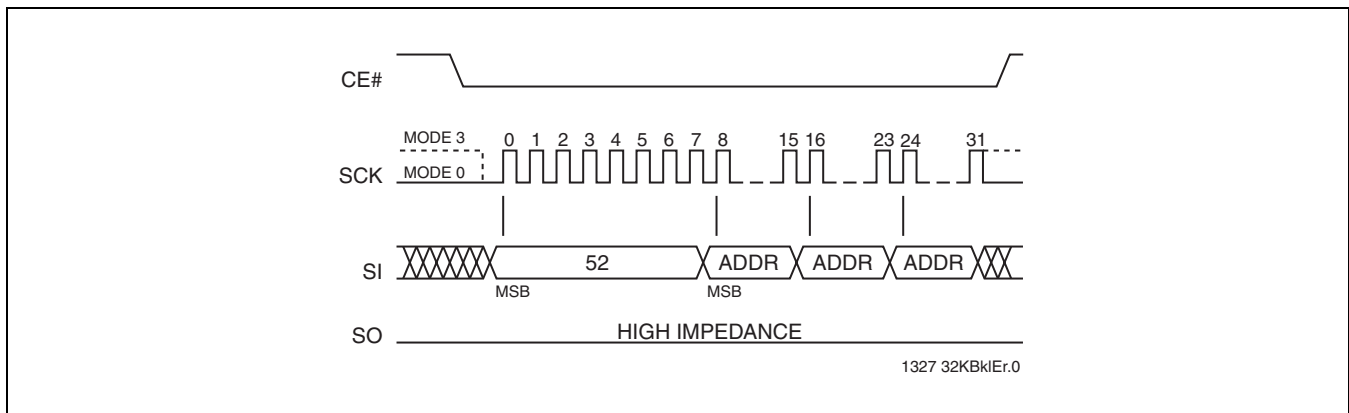 CE#
MODE 3
0 1 2 3 4 5 6 7 8 15 16 23 24 31
SCK
MODE 0
SI
52 ADDR ADDR ADDR
MSB MSB
SO
HIGH IMPEDANCE
1327 32KBklEr.0